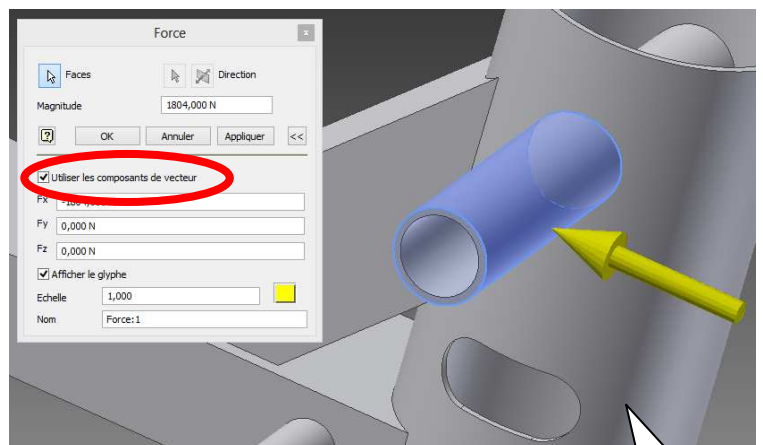 Force
x
Faces
Direction
Magnitude
1804,000 N
OK
Annuler
Appliquer
<<
Utiliser les composants de vecteur
Fx
Fy
0,000 N
Fz
0,000 N
Afficher le glyphe
Echelle
1,000
Nom
Force:1